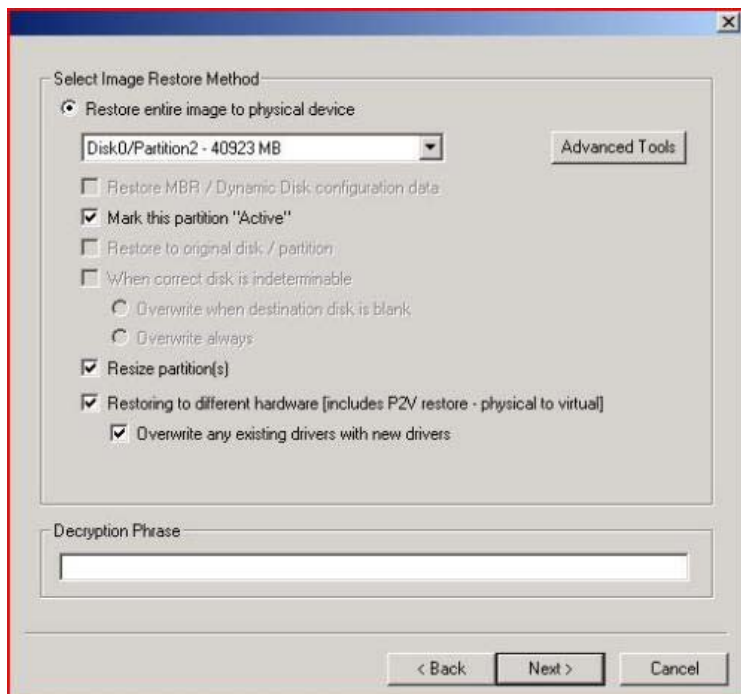 Select Image Restore Method
Restore entire image to physical device
Disk0/Partition2 - 40923 MB
Advanced Tools
Restore MBR / Dynamic Disk configuration data
Mark this partition "Active"
Restore to original disk / partition
When correct disk is indeterminable
Overwrite when destination disk is blank
Overwrite always
Resize partition(s)
Restoring to different hardware [includes P2V restore - physical to virtual]
Overwrite any existing drivers with new drivers
Decryption Phrase
< Back
Next >
Cancel